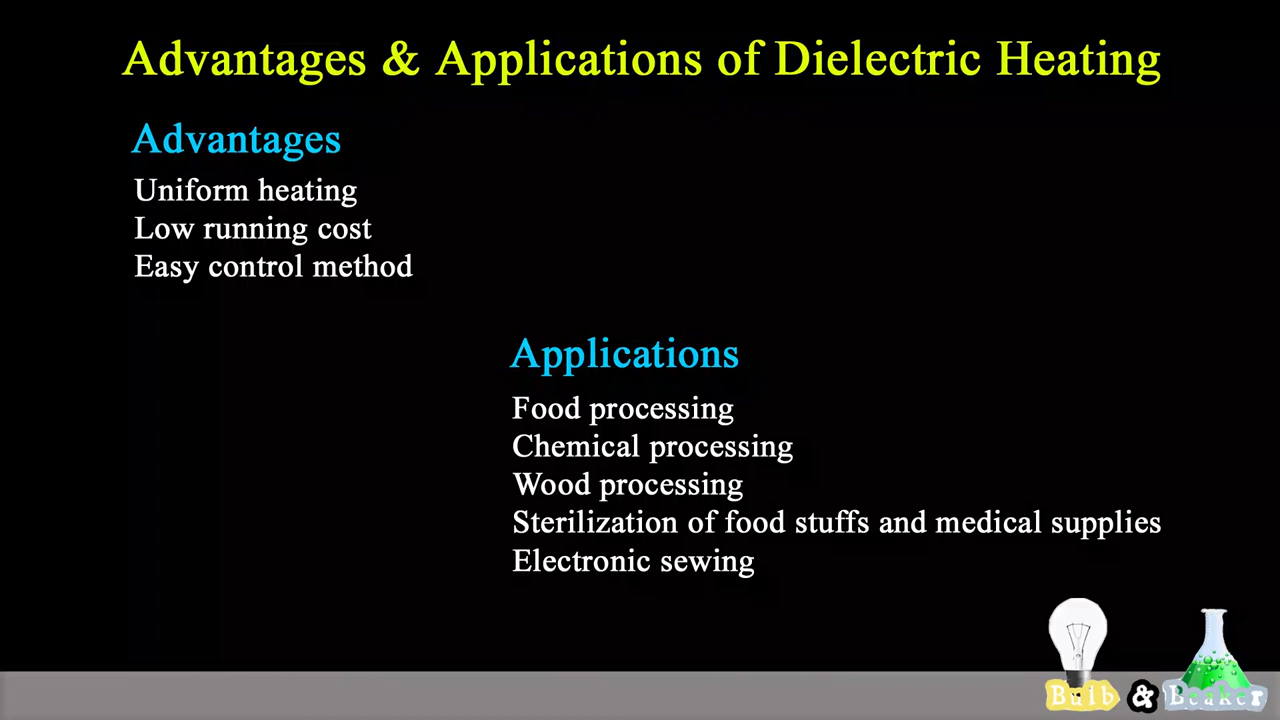 Advantages & Applications of Dielectric Heating
Advantages
Uniform heating
Low running cost
Easy control method
Applications
Food processing
Chemical processing
Wood processing
Sterilization of food stuffs and medical supplies
Electronic sewing
Bulb & Beaker